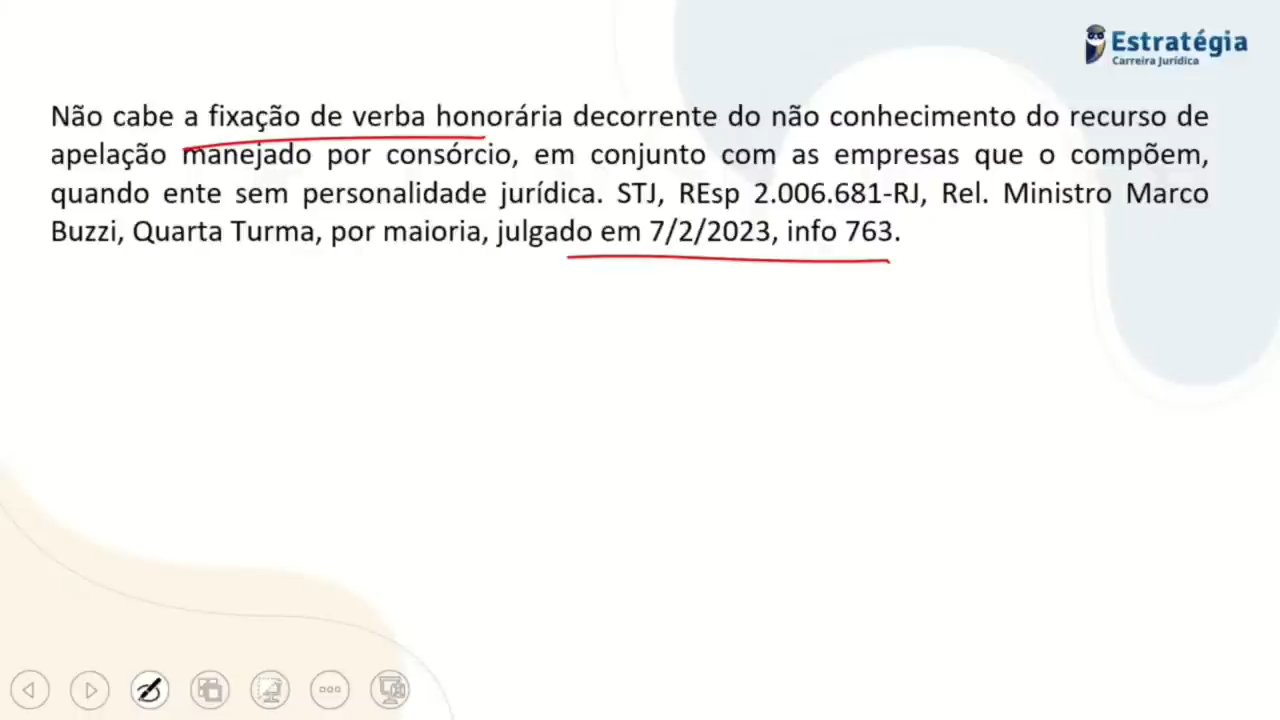 Estratégia
Carreira Jurídica
Não cabe a fixação de verba honorária decorrente do não conhecimento do recurso de
apelação manejado por consórcio, em conjunto com as empresas que o compõem,
quando ente sem personalidade jurídica. STJ, REsp 2.006.681-RJ, Rel. Ministro Marco
Buzzi, Quarta Turma, por maioria, julgado em 7/2/2023, info 763.